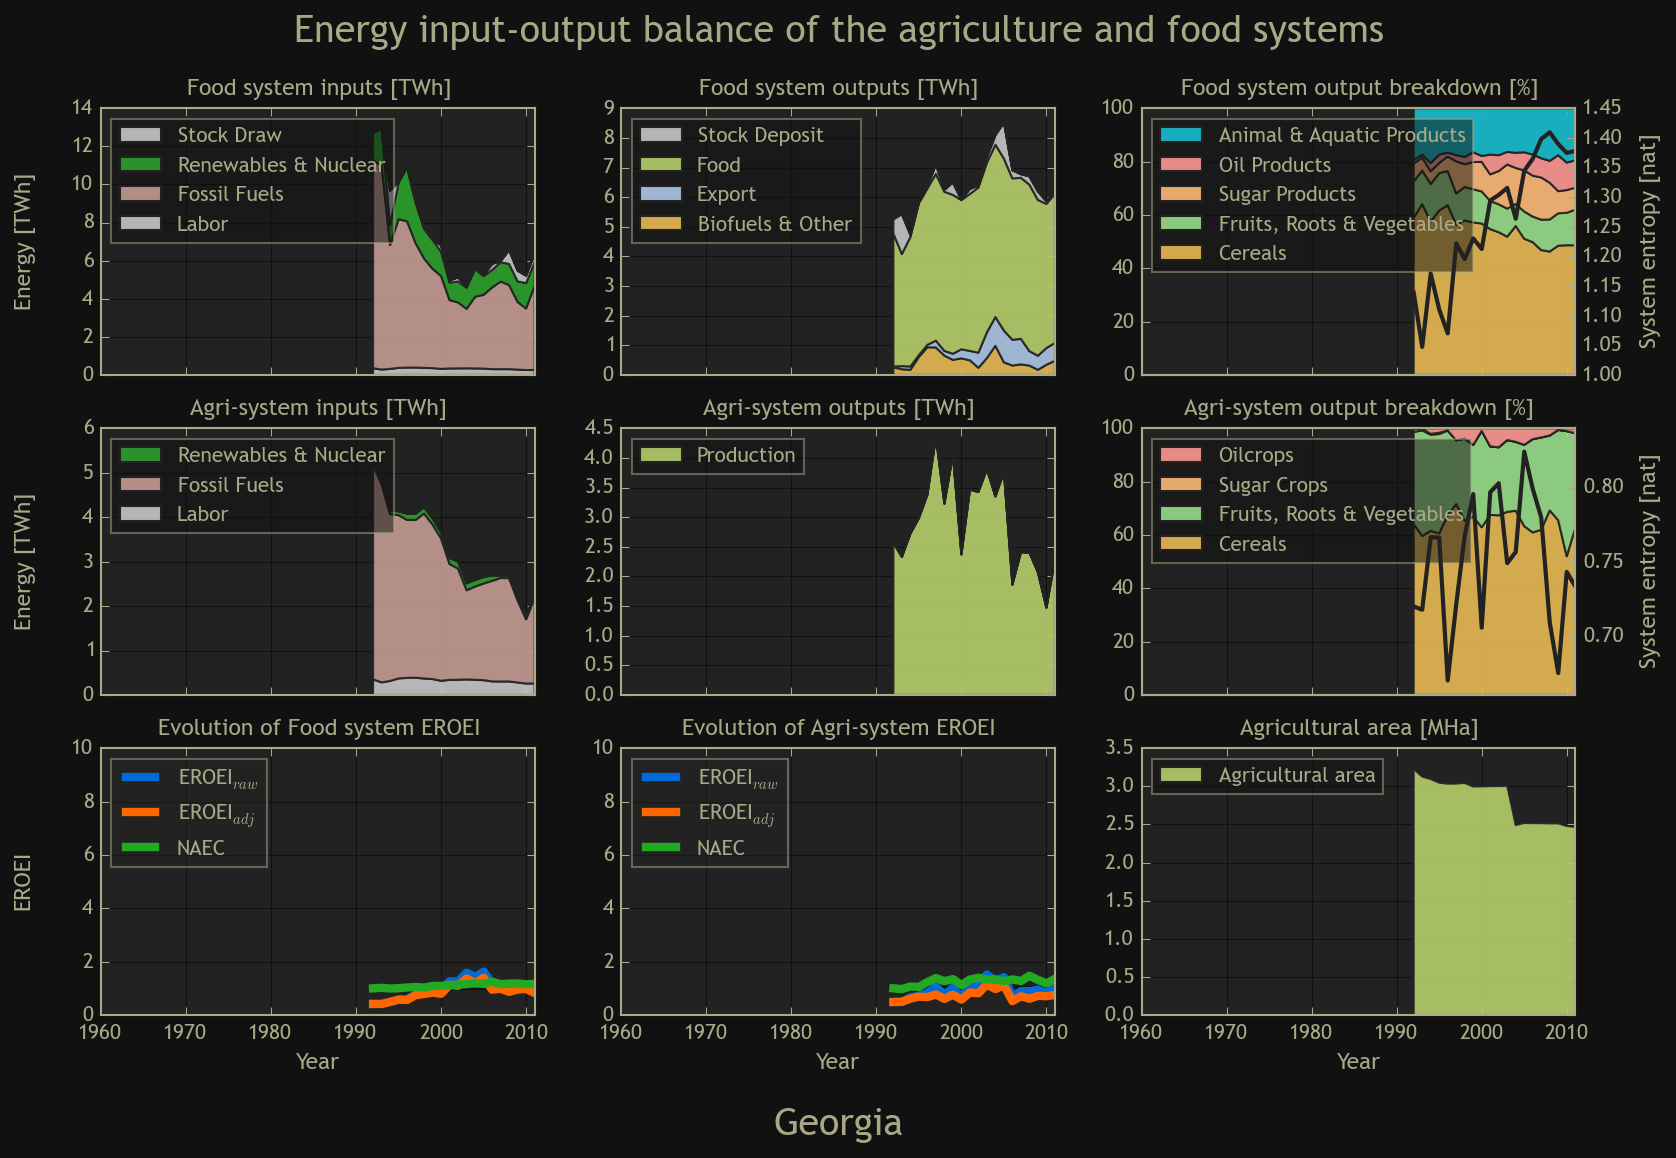 Energy input-output balance of the agriculture and food systems
Food system inputs [TWh]
Energy [TWh]
14
12
10
8
6
4
2
0
Stock Draw
Renewables & Nuclear
Fossil Fuels
Labor
Food system outputs [TWh]
9
8
7
6
5
4
3
2
1
0
Stock Deposit
Food
Export
Biofuels & Other
Food system output breakdown [%]
100
80
60
40
20
0
Animal & Aquatic Products
Oil Products
Sugar Products
Fruits, Roots & Vegetables
Cereals
1.45
1.40
1.35
1.30
1.25
1.20
1.15
1.10
1.05
1.00
System entropy [nat]
Agri-system inputs [TWh]
Energy [TWh]
6
5
4
3
2
1
0
Renewables & Nuclear
Fossil Fuels
Labor
Agri-system outputs [TWh]
4.5
4.0
3.5
3.0
2.5
2.0
1.5
1.0
0.5
0.0
Production
Agri-system output breakdown [%]
100
80
60
40
20
0
Oilcrops
Sugar Crops
Fruits, Roots & Vegetables
Cereals
0.80
0.75
0.70
System entropy [nat]
Evolution of Food system EROEI
EROEI
10
8
6
4
2
0
EROEIraw
EROEIadj
NAEC
1960 1970 1980 1990 2000 2010
Year
Evolution of Agri-system EROEI
10
8
6
4
2
0
EROEIraw
EROEIadj
NAEC
1960 1970 1980 1990 2000 2010
Year
Agricultural area [MHa]
3.5
3.0
2.5
2.0
1.5
1.0
0.5
0.0
Agricultural area
1960 1970 1980 1990 2000 2010
Year
Georgia